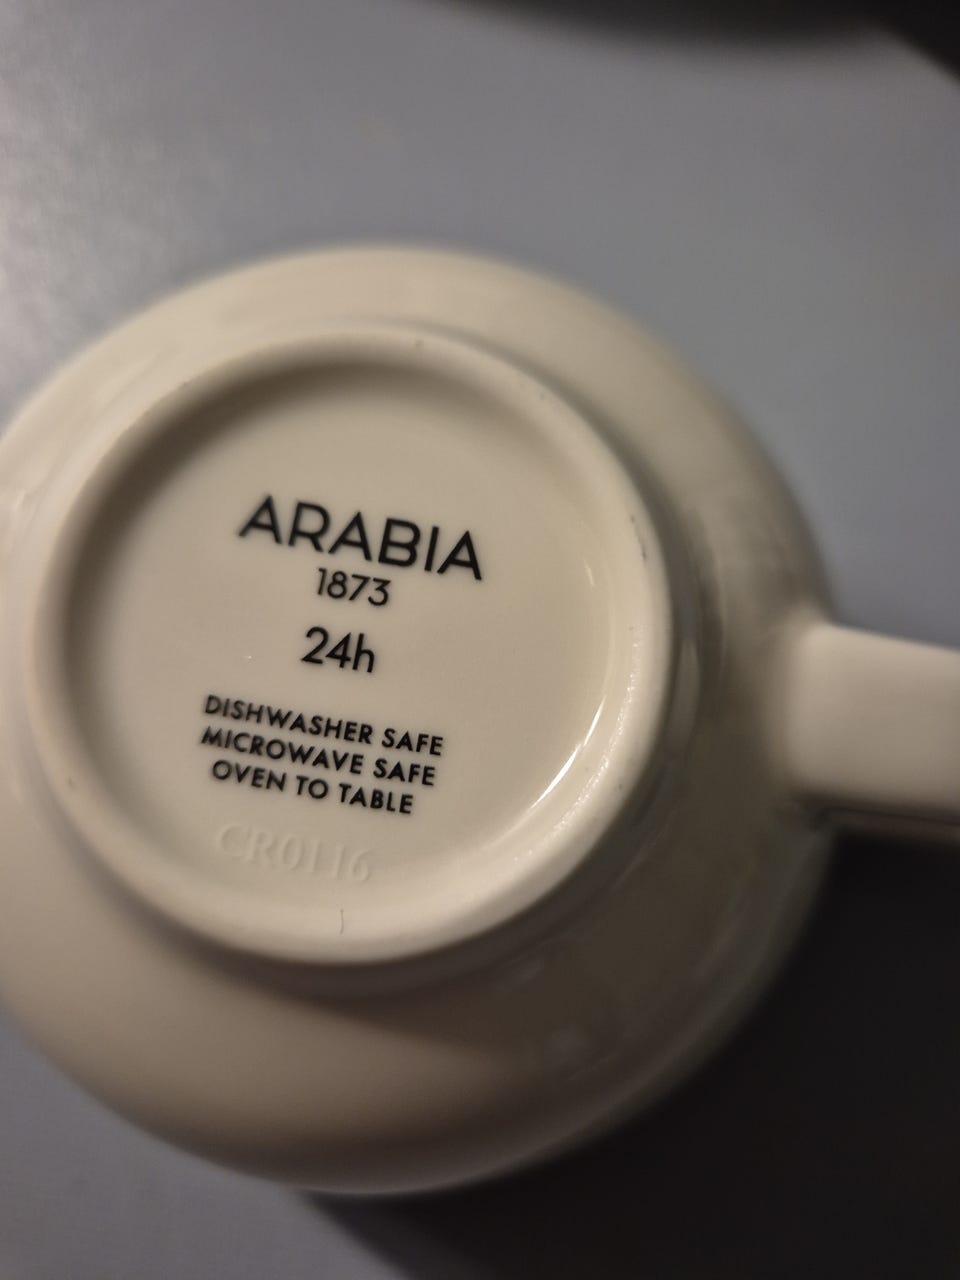 ARABIA
1873
24h
DISHWASHER SAFE
MICROWAVE SAFE
OVEN TO TABLE
CR0116